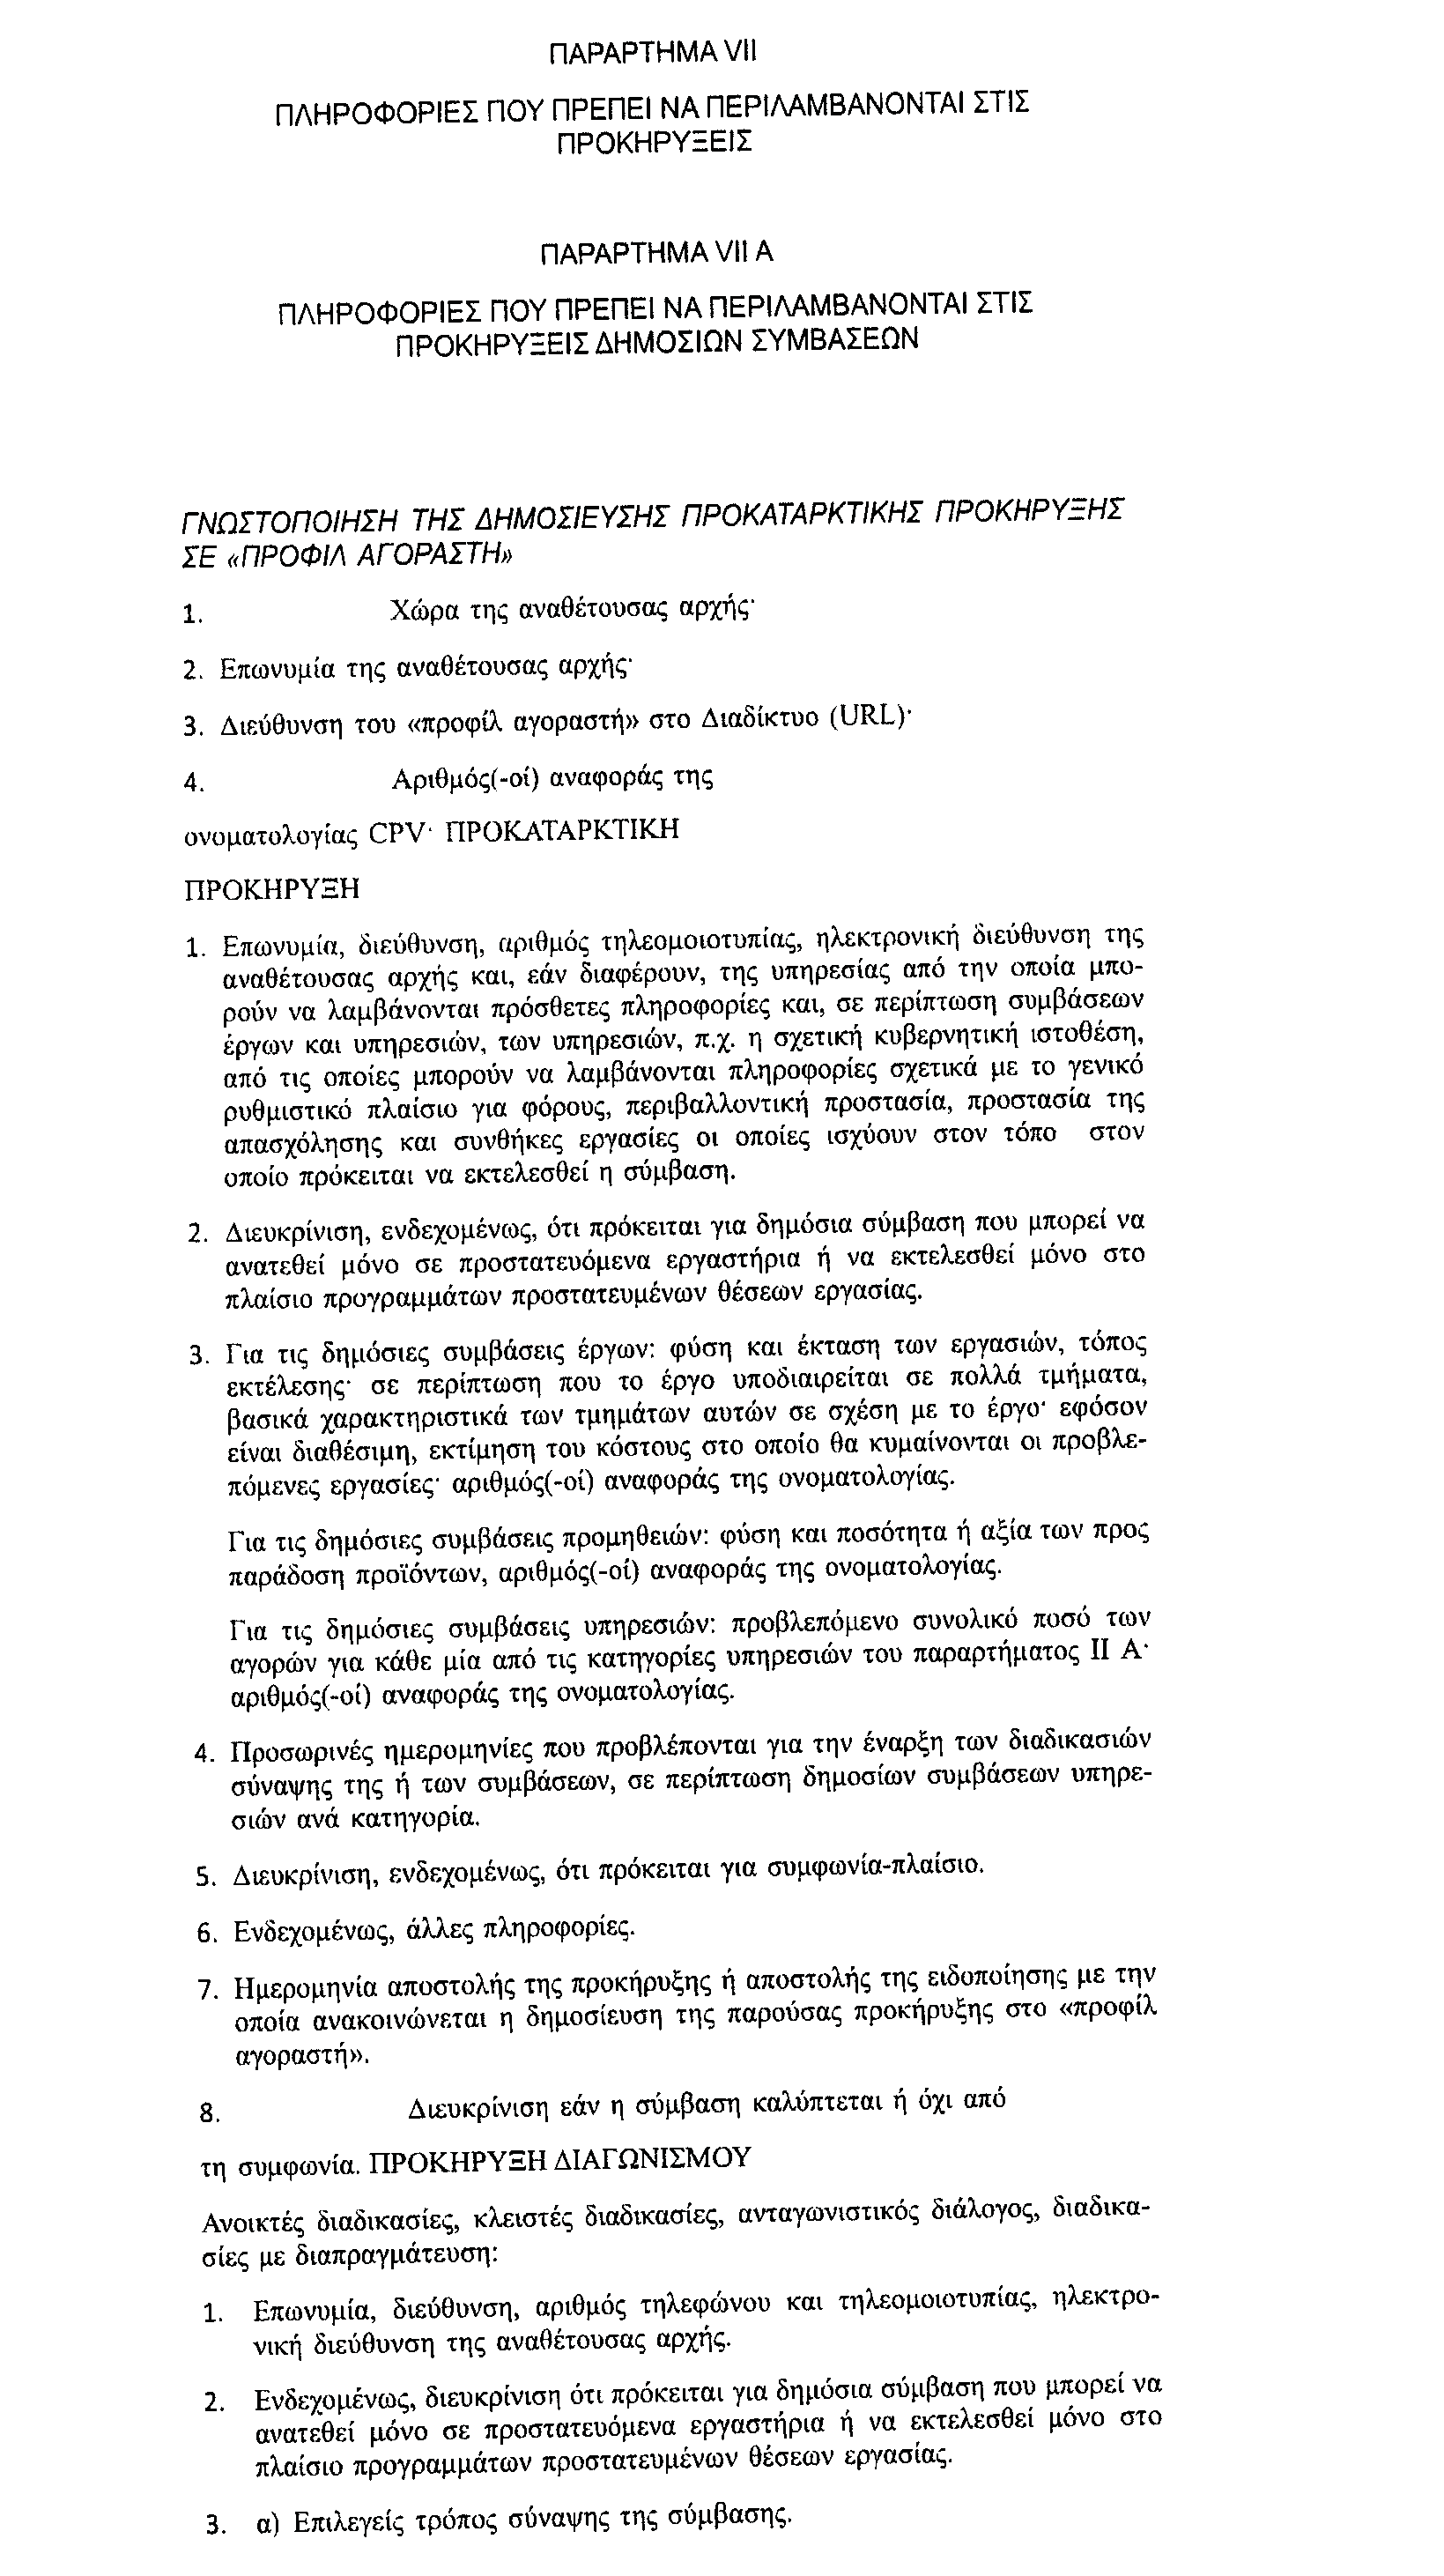 ΠΑΡΑΡΤΗΜΑ VII
ΠΛΗΡΟΦΟΡΙΕΣ ΠΟΥ ΠΡΕΠΕΙ ΝΑ ΠΕΡΙΛΑΜΒΑΝΟΝΤΑΙ ΣΤΙΣ
ΠΡΟΚΗΡΥΞΕΙΣ
ΠΑΡΑΡΤΗΜΑ VII A
ΠΛΗΡΟΦΟΡΙΕΣ ΠΟΥ ΠΡΕΠΕΙ ΝΑ ΠΕΡΙΛΑΜΒΑΝΟΝΤΑΙ ΣΤΙΣ
ΠΡΟΚΗΡΥΞΕΙΣ ΔΗΜΟΣΙΩΝ ΣΥΜΒΑΣΕΩΝ
ΓΝΩΣΤΟΠΟΙΗΣΗ ΤΗΣ ΔΗΜΟΣΙΕΥΣΗΣ ΠΡΟΚΑΤΑΡΚΤΙΚΗΣ ΠΡΟΚΗΡΥΞΗΣ
ΣΕ «ΠΡΟΦΙΛ ΑΓΟΡΑΣΤΗ»
1. Χώρα της αναθέτουσας αρχής·
2. Επωνυμία της αναθέτουσας αρχής·
3. Διεύθυνση του «προφίλ αγοραστή» στο Διαδίκτυο (URL)·
4. Αριθμός(-οί) αναφοράς της
ονοματολογίας CPV· ΠΡΟΚΑΤΑΡΚΤΙΚΗ
ΠΡΟΚΗΡΥΞΗ
1. Επωνυμία, διεύθυνση, αριθμός τηλεομοιοτυπίας, ηλεκτρονική διεύθυνση της
αναθέτουσας αρχής και, εάν διαφέρουν, της υπηρεσίας από την οποία μπο-
ρούν να λαμβάνονται πρόσθετες πληροφορίες και, σε περίπτωση συμβάσεων
έργων και υπηρεσιών, των υπηρεσιών, π.χ. η σχετική κυβερνητική ιστοθέση,
από τις οποίες μπορούν να λαμβάνονται πληροφορίες σχετικά με το γενικό
ρυθμιστικό πλαίσιο για φόρους, περιβαλλοντική προστασία, προστασία της
απασχόλησης και συνθήκες εργασίες οι οποίες ισχύουν στον τόπο στον
οποίο πρόκειται να εκτελεσθεί η σύμβαση.
2. Διευκρίνιση, ενδεχομένως, ότι πρόκειται για δημόσια σύμβαση που μπορεί να
ανατεθεί μόνο σε προστατευόμενα εργαστήρια ή να εκτελεσθεί μόνο στο
πλαίσιο προγραμμάτων προστατευμένων θέσεων εργασίας.
3. Για τις δημόσιες συμβάσεις έργων: φύση και έκταση των εργασιών, τόπος
εκτέλεσης· σε περίπτωση που το έργο υποδιαιρείται σε πολλά τμήματα,
βασικά χαρακτηριστικά των τμημάτων αυτών σε σχέση με το έργο· εφόσον
είναι διαθέσιμη, εκτίμηση του κόστους στο οποίο θα κυμαίνονται οι προβλε-
πόμενες εργασίες· αριθμός(-οί) αναφοράς της ονοματολογίας.
Για τις δημόσιες συμβάσεις προμηθειών: φύση και ποσότητα ή αξία των προς
παράδοση προϊόντων, αριθμός(-οί) αναφοράς της ονοματολογίας.
Για τις δημόσιες συμβάσεις υπηρεσιών: προβλεπόμενο συνολικό ποσό των
αγορών για κάθε μία από τις κατηγορίες υπηρεσιών του παραρτήματος II A·
αριθμός(-οί) αναφοράς της ονοματολογίας.
4. Προσωρινές ημερομηνίες που προβλέπονται για την έναρξη των διαδικασιών
σύναψης της ή των συμβάσεων, σε περίπτωση δημοσίων συμβάσεων υπηρε-
σιών ανά κατηγορία.
5. Διευκρίνιση, ενδεχομένως, ότι πρόκειται για συμφωνία-πλαίσιο.
6. Ενδεχομένως, άλλες πληροφορίες.
7. Ημερομηνία αποστολής της προκήρυξης ή αποστολής της ειδοποίησης με την
οποία ανακοινώνεται η δημοσίευση της παρούσας προκήρυξης στο «προφίλ
αγοραστή».
8. Διευκρίνιση εάν η σύμβαση καλύπτεται ή όχι από
τη συμφωνία. ΠΡΟΚΗΡΥΞΗ ΔΙΑΓΩΝΙΣΜΟΥ
Ανοικτές διαδικασίες, κλειστές διαδικασίες, ανταγωνιστικός διάλογος, διαδικα-
σίες με διαπραγμάτευση:
1. Επωνυμία, διεύθυνση, αριθμός τηλεφώνου και τηλεομοιοτυπίας, ηλεκτρο-
νική διεύθυνση της αναθέτουσας αρχής.
2. Ενδεχομένως, διευκρίνιση ότι πρόκειται για δημόσια σύμβαση που μπορεί να
ανατεθεί μόνο σε προστατευόμενα εργαστήρια ή να εκτελεσθεί μόνο στο
πλαίσιο προγραμμάτων προστατευμένων θέσεων εργασίας.
3. α) Επιλεγείς τρόπος σύναψης της σύμβασης.